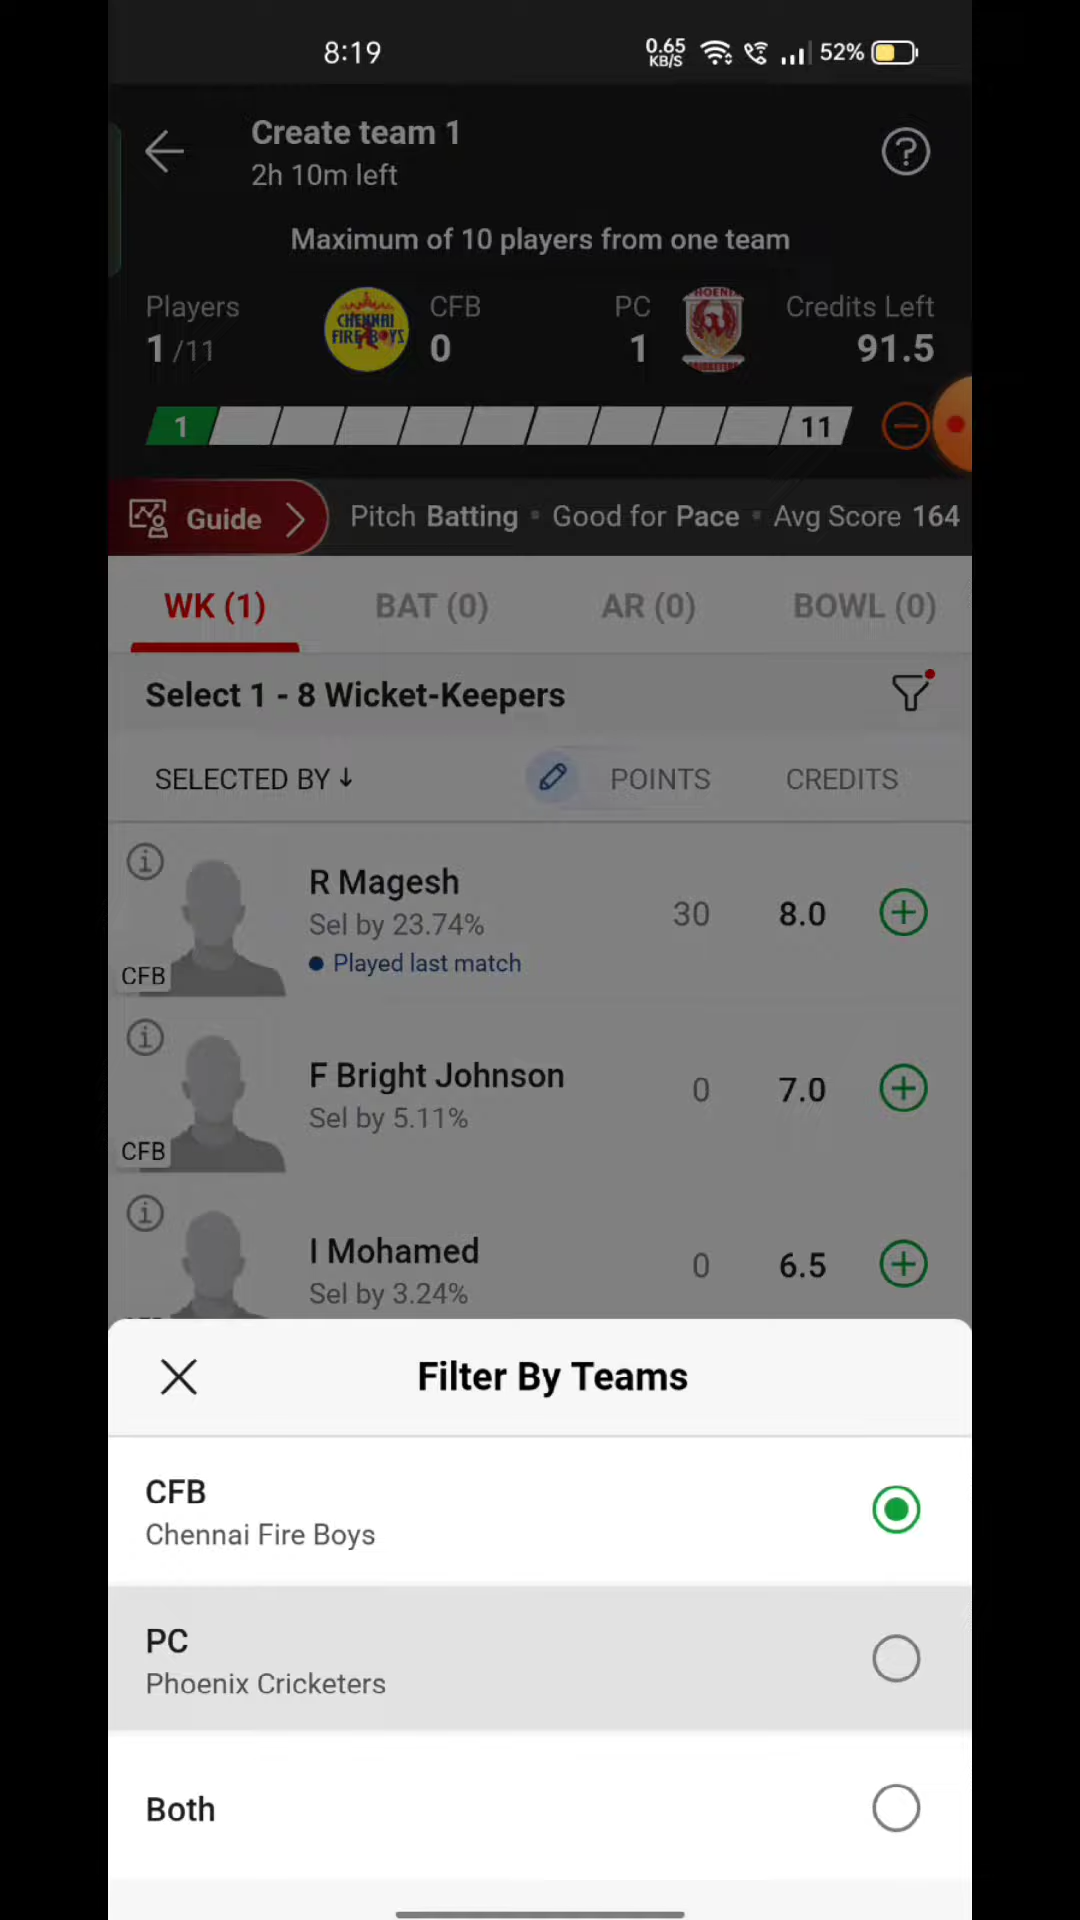 8:19
0.65
KB/S
52%
Create team 1
2h 10m left
Maximum of 10 players from one team
Players
1/11
CHENNAI
FIRE BOYS
CFB
0
PC
1
Credits Left
91.5
1
11
Guide
Pitch Batting • Good for Pace • Avg Score 164
WK (1)
BAT (0)
AR (0)
BOWL (0)
Select 1 - 8 Wicket-Keepers
SELECTED BY ↓
POINTS
CREDITS
R Magesh
Sel by 23.74%
• Played last match
CFB
30
8.0
F Bright Johnson
Sel by 5.11%
CFB
0
7.0
I Mohamed
Sel by 3.24%
0
6.5
Filter By Teams
CFB
Chennai Fire Boys
PC
Phoenix Cricketers
Both